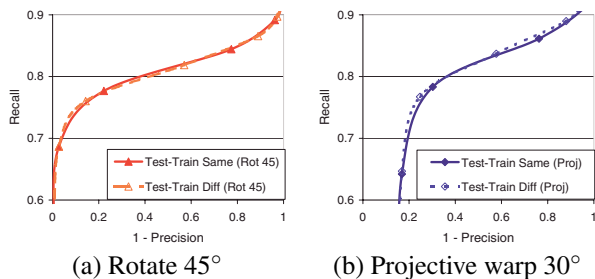 0.9
0.8
0.7
0.6
Recall
0 0.2 0.4 0.6 0.8 1
1 - Precision
Test-Train Same (Rot 45)
Test-Train Diff (Rot 45)
(a) Rotate 45°
0.9
0.8
0.7
0.6
Recall
0 0.2 0.4 0.6 0.8 1
1 - Precision
Test-Train Same (Proj)
Test-Train Diff (Proj)
(b) Projective warp 30°